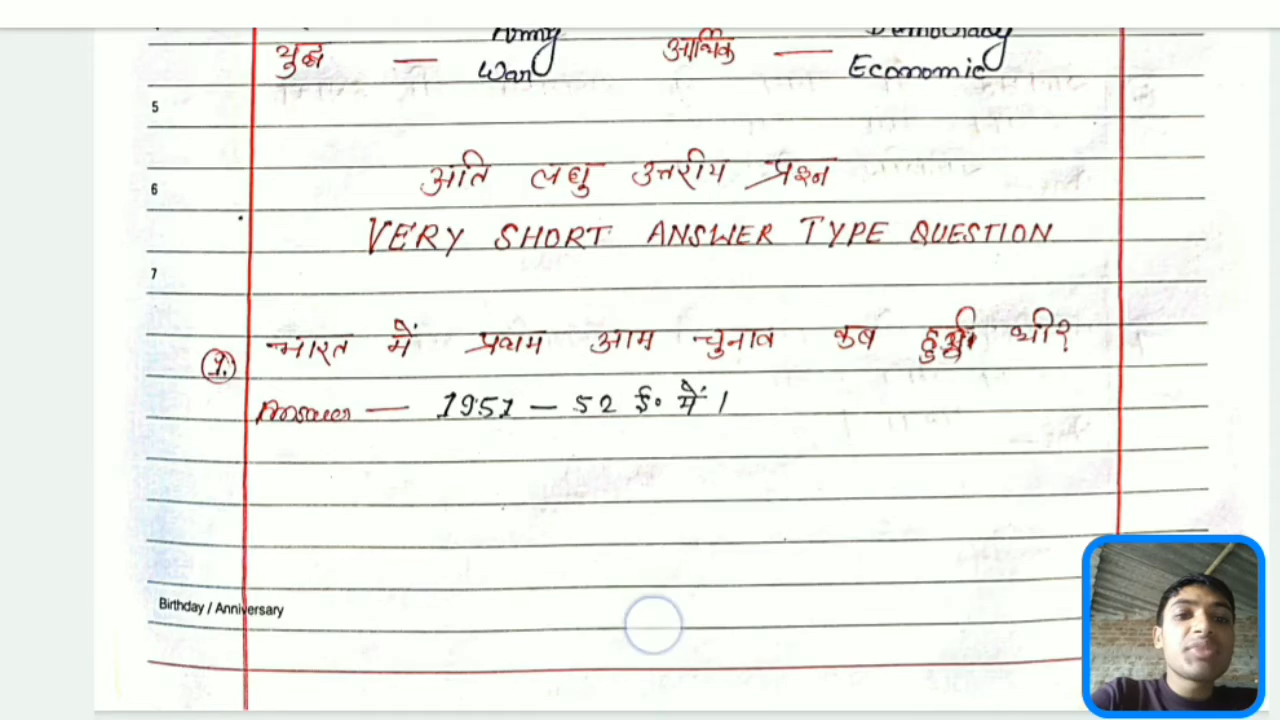 Army Democracy
युद्ध — War आर्थिक — Economic
5
अति लघु उत्तरीय प्रश्न
6
VERY SHORT ANSWER TYPE QUESTION
7
भारत में प्रथम आम चुनाव कब हुयी थी?
1.
Answer — 1951 – 52 ई० में।
Birthday / Anniversary